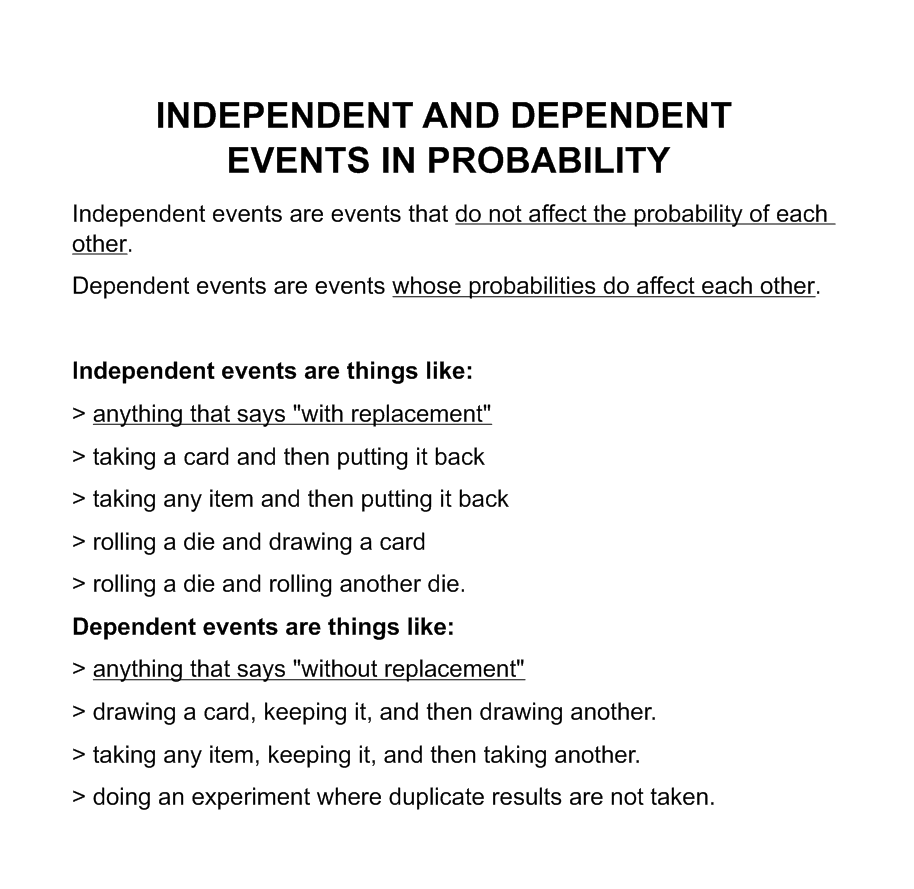 INDEPENDENT AND DEPENDENT
EVENTS IN PROBABILITY
Independent events are events that do not affect the probability of each
other.
Dependent events are events whose probabilities do affect each other.
Independent events are things like:
> anything that says "with replacement"
> taking a card and then putting it back
> taking any item and then putting it back
> rolling a die and drawing a card
> rolling a die and rolling another die.
Dependent events are things like:
> anything that says "without replacement"
> drawing a card, keeping it, and then drawing another.
> taking any item, keeping it, and then taking another.
> doing an experiment where duplicate results are not taken.